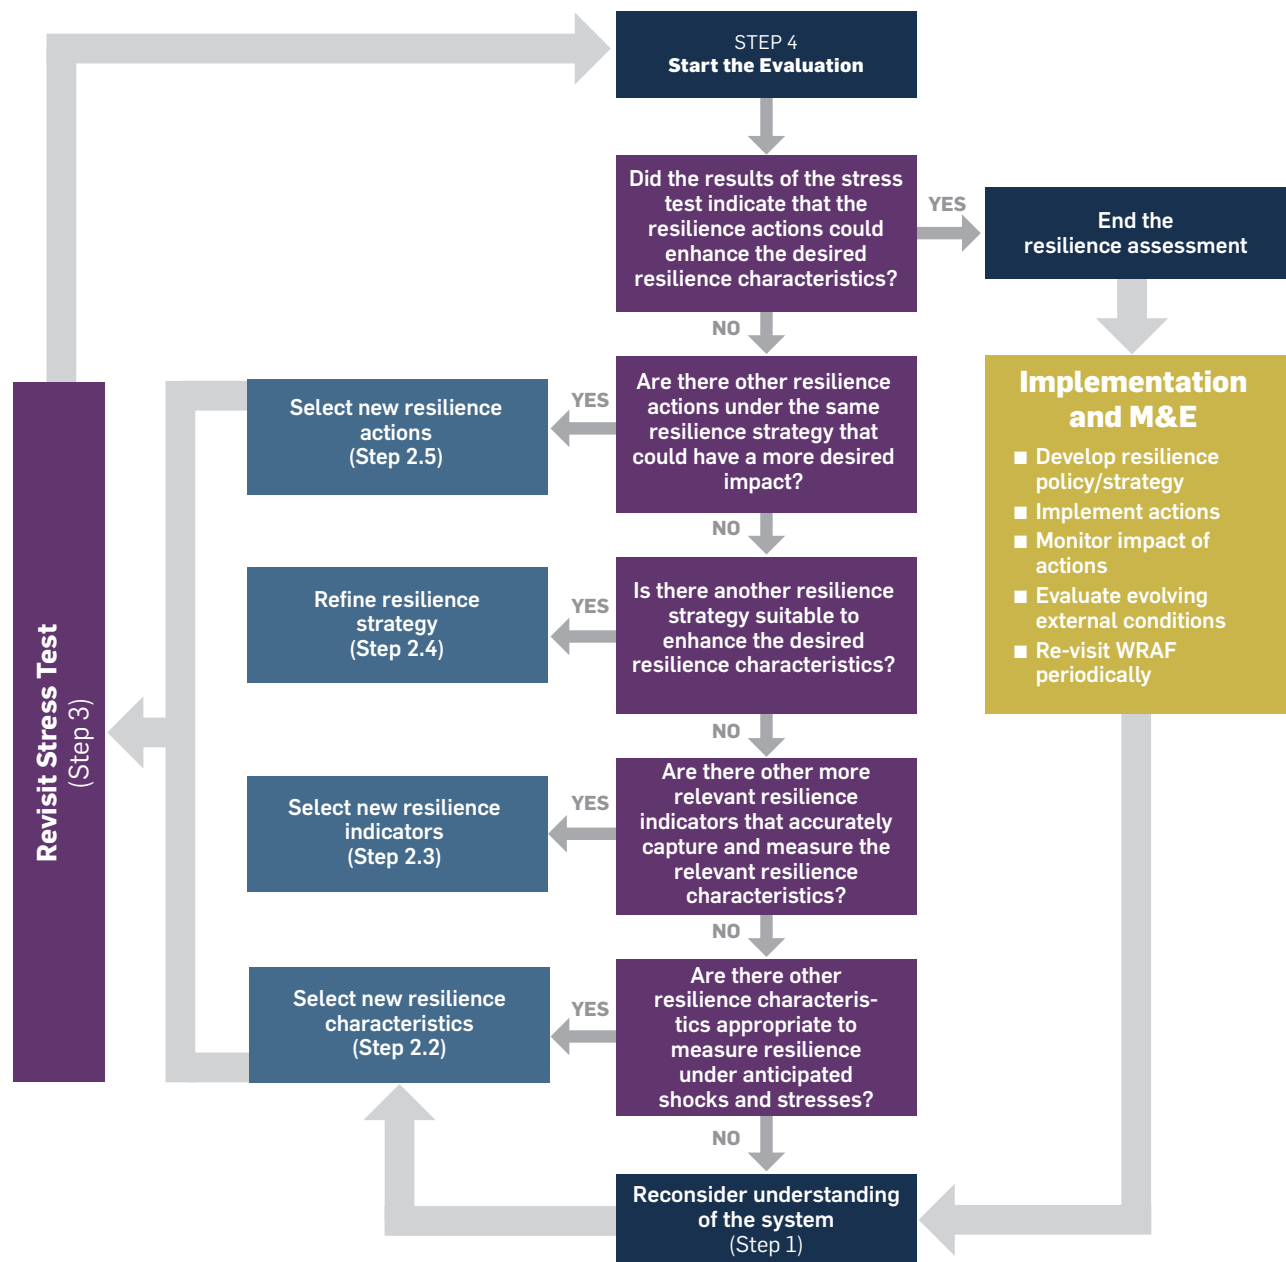 STEP 4
Start the Evaluation
Did the results of the stress
test indicate that the
resilience actions could
enhance the desired
resilience characteristics?
YES
End the
resilience assessment
NO
Are there other resilience
actions under the same
resilience strategy that
could have a more desired
impact?
YES
Select new resilience
actions
(Step 2.5)
Implementation
and M&E
■ Develop resilience
policy/strategy
■ Implement actions
■ Monitor impact of
actions
■ Evaluate evolving
external conditions
■ Re-visit WRAF
periodically
NO
Is there another resilience
strategy suitable to
enhance the desired
resilience characteristics?
YES
Refine resilience
strategy
(Step 2.4)
Revisit Stress Test
(Step 3)
NO
Are there other more
relevant resilience
indicators that accurately
capture and measure the
relevant resilience
characteristics?
YES
Select new resilience
indicators
(Step 2.3)
NO
Are there other
resilience characteris-
tics appropriate to
measure resilience
under anticipated
shocks and stresses?
YES
Select new resilience
characteristics
(Step 2.2)
NO
Reconsider understanding
of the system
(Step 1)